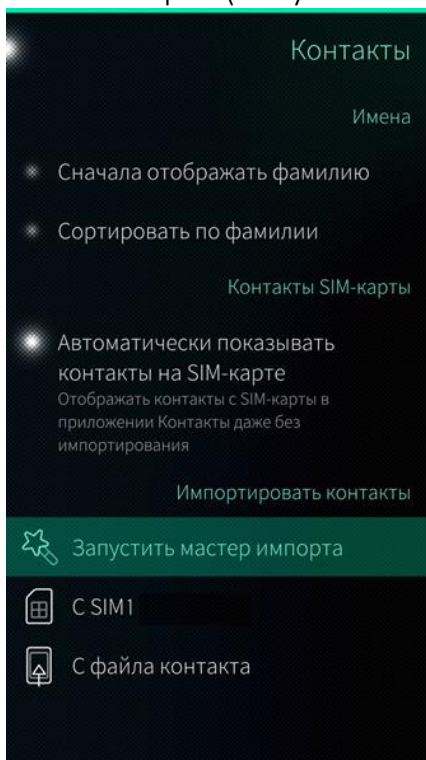 Контакты
Имена
Сначала отображать фамилию
Сортировать по фамилии
Контакты SIM-карты
Автоматически показывать
контакты на SIM-карте
Отображать контакты с SIM-карты в
приложении Контакты даже без
импортирования
Импортировать контакты
Запустить мастер импорта
С SIM1
С файла контакта